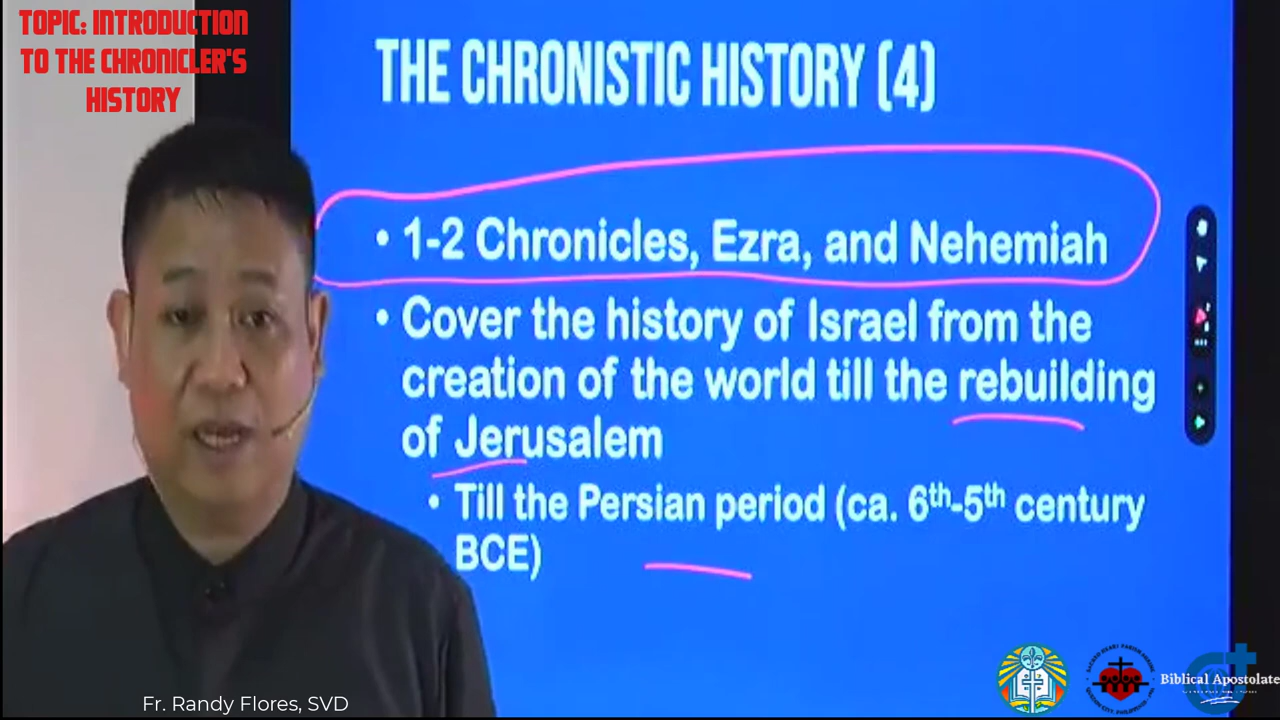 TOPIC: INTRODUCTION
TO THE CHRONICLER'S
HISTORY
THE CHRONISTIC HISTORY (4)
• 1-2 Chronicles, Ezra, and Nehemiah
• Cover the history of Israel from the
creation of the world till the rebuilding
of Jerusalem
• Till the Persian period (ca. 6th-5th century
BCE)
Fr. Randy Flores, SVD
Biblical Apostolate